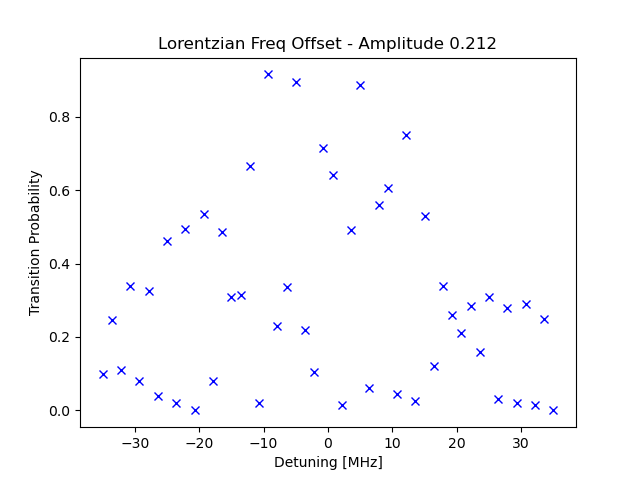 Lorentzian Freq Offset - Amplitude 0.212
Transition Probability
0.8
0.6
0.4
0.2
0.0
−30 −20 −10 0 10 20 30
Detuning [MHz]